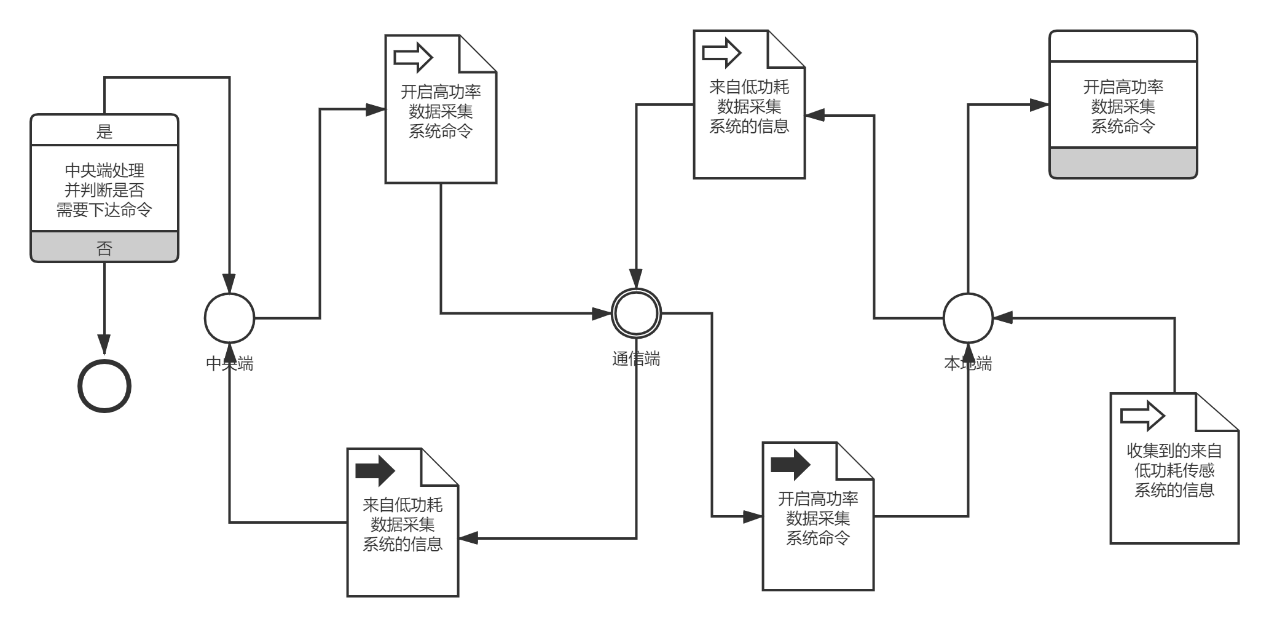 是
中央端处理
并判断是否
需要下达命令
否
开启高功率
数据采集
系统命令
来自低功耗
数据采集
系统的信息
开启高功率
数据采集
系统命令
中央端
通信端
本地端
来自低功耗
数据采集
系统的信息
开启高功率
数据采集
系统命令
收集到的来自
低功耗传感
系统的信息